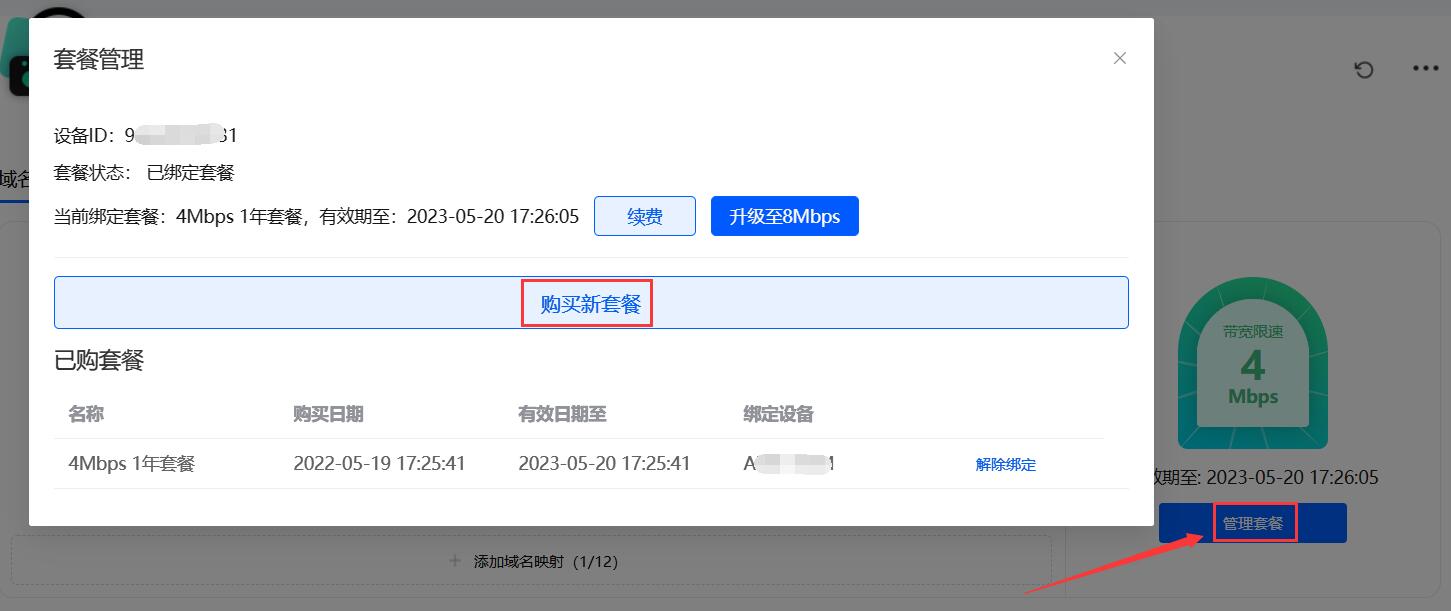 套餐管理
设备ID：9 31
套餐状态： 已绑定套餐
当前绑定套餐：4Mbps 1年套餐，有效期至：2023-05-20 17:26:05 续费 升级至8Mbps
购买新套餐
已购套餐
名称 购买日期 有效日期至 绑定设备
4Mbps 1年套餐 2022-05-19 17:25:41 2023-05-20 17:25:41 A 解除绑定
域名
带宽限速
4
Mbps
效期至: 2023-05-20 17:26:05
管理套餐
添加域名映射（1/12）